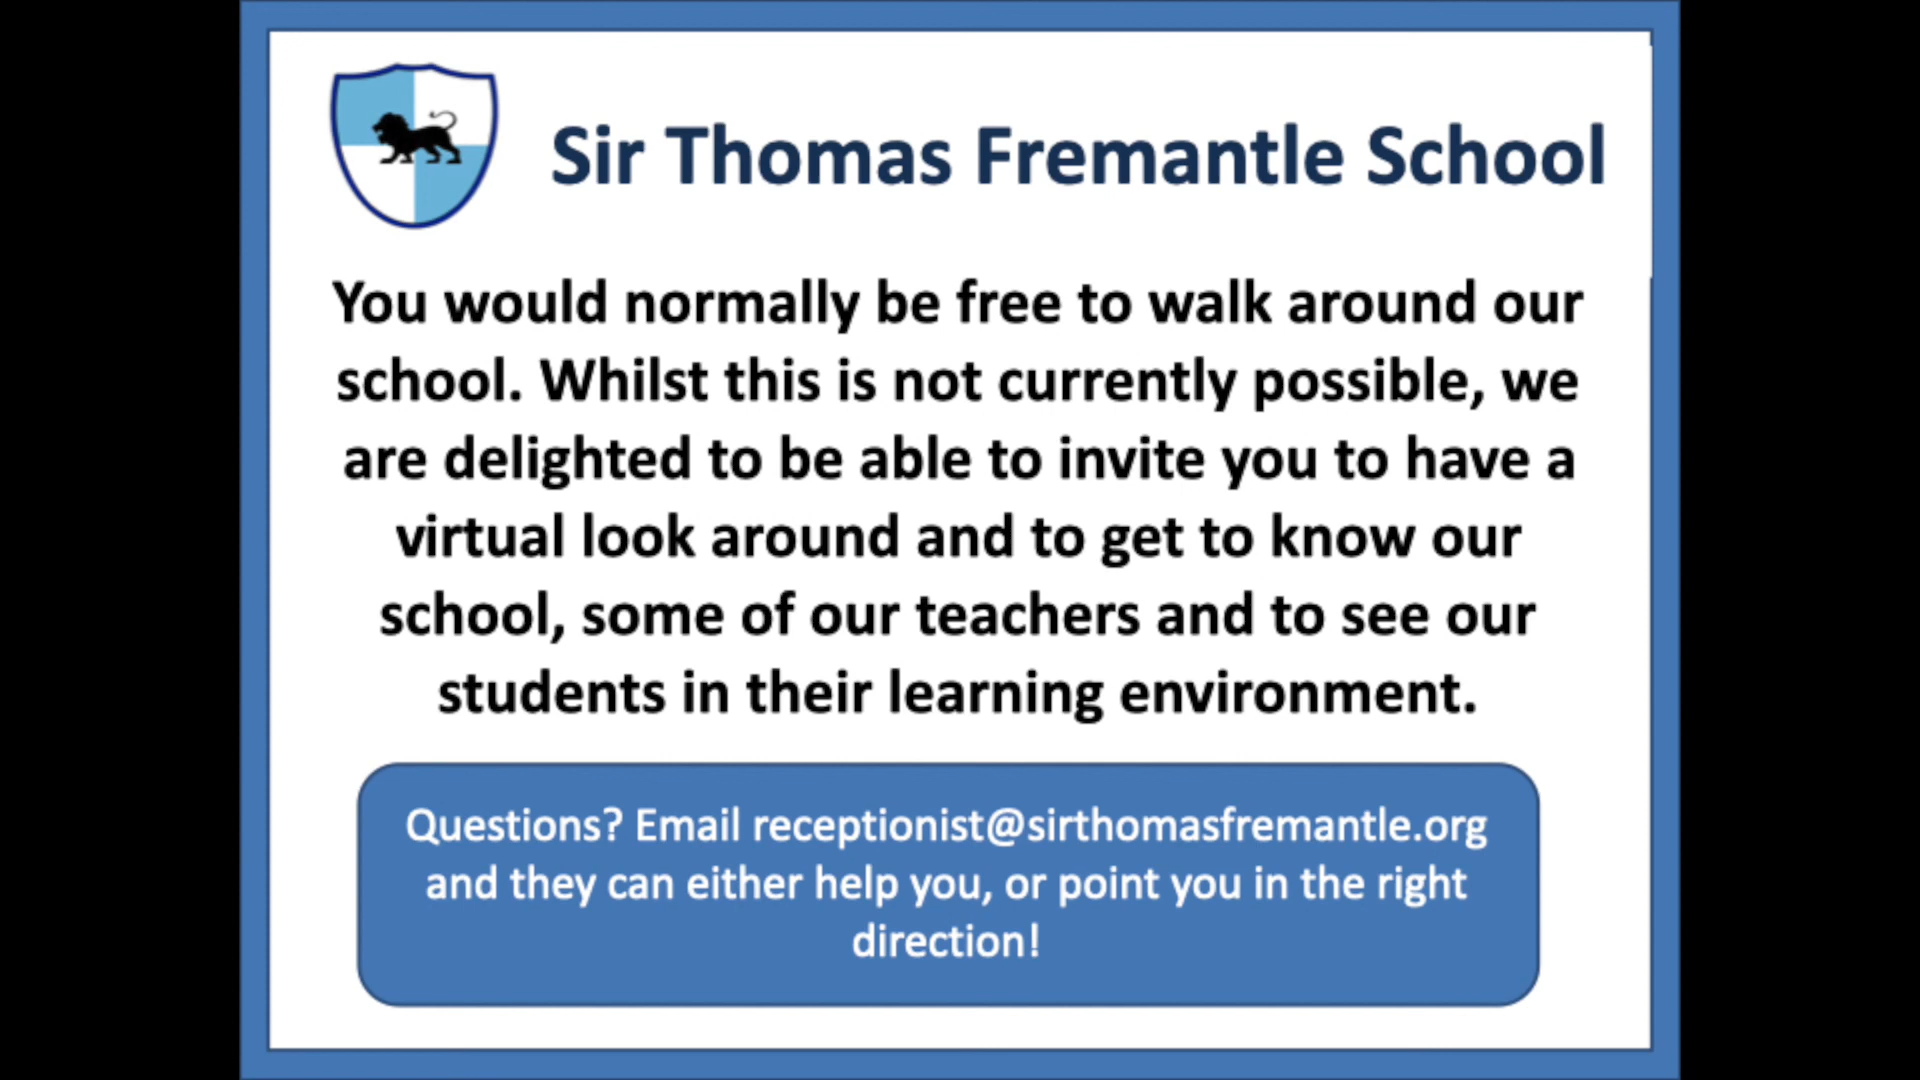 Sir Thomas Fremantle School
You would normally be free to walk around our
school. Whilst this is not currently possible, we
are delighted to be able to invite you to have a
virtual look around and to get to know our
school, some of our teachers and to see our
students in their learning environment.
Questions? Email receptionist@sirthomasfremantle.org
and they can either help you, or point you in the right
direction!